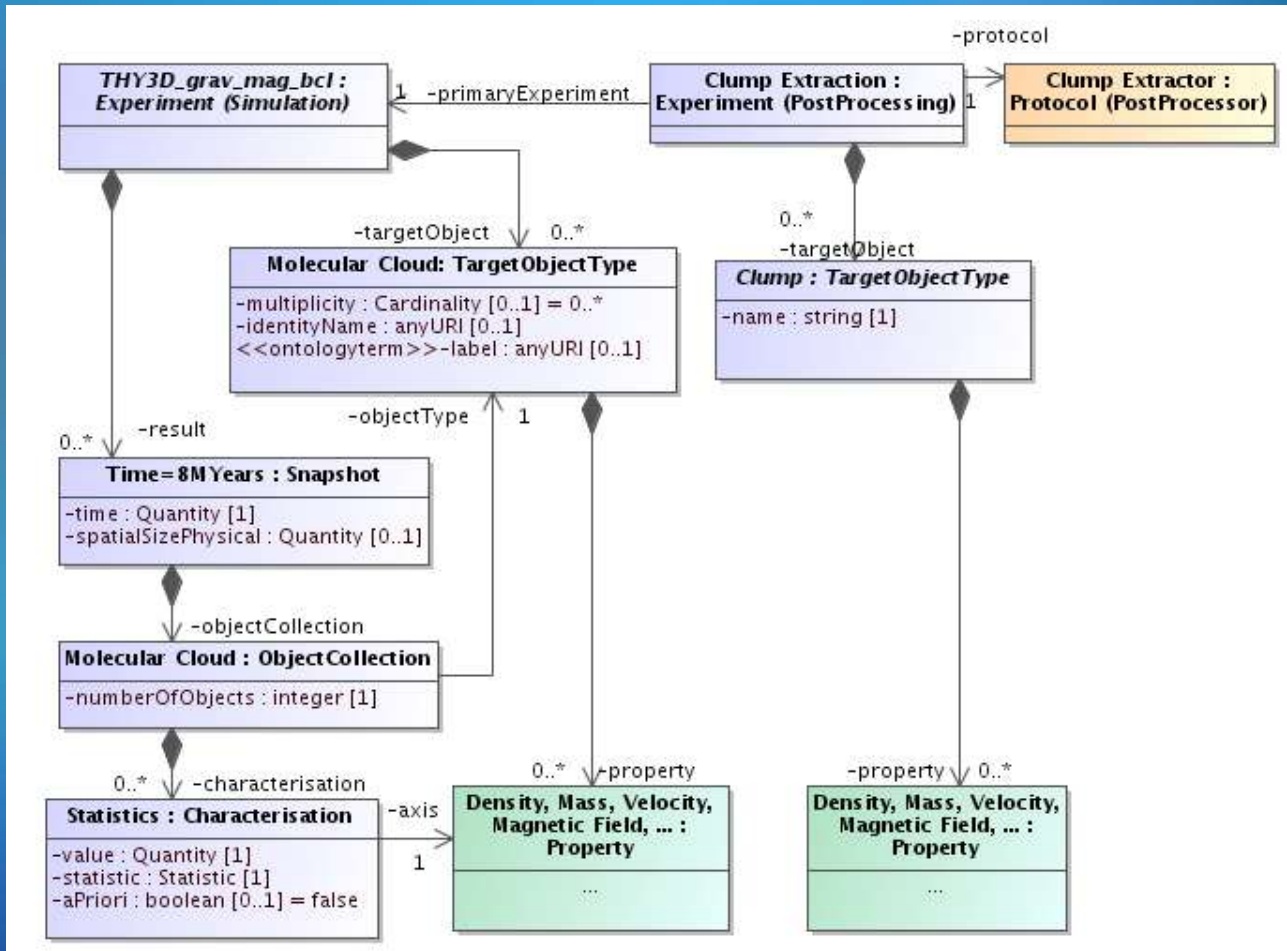 -protocol
THY3D_grav_mag_bcl :
Experiment (Simulation)
1
-primaryExperiment
Clump Extraction :
Experiment (PostProcessing)
1
Clump Extractor :
Protocol (PostProcessor)
-targetObject
0..*
0..*
-targetObject
Molecular Cloud: TargetObjectType
-multiplicity : Cardinality [0..1] = 0..*
-identityName : anyURI [0..1]
<<ontologyterm>>-label : anyURI [0..1]
Clump : TargetObjectType
-name : string [1]
-objectType
1
0..*
-result
Time=8MYears : Snapshot
-time : Quantity [1]
-spatialSizePhysical : Quantity [0..1]
-objectCollection
Molecular Cloud : ObjectCollection
-numberOfObjects : integer [1]
0..*
-characterisation
0..*
-property
-property
0..*
Statistics : Characterisation
-value : Quantity [1]
-statistic : Statistic [1]
-aPriori : boolean [0..1] = false
-axis
1
Density, Mass, Velocity,
Magnetic Field, ... :
Property
...
Density, Mass, Velocity,
Magnetic Field, ... :
Property
...